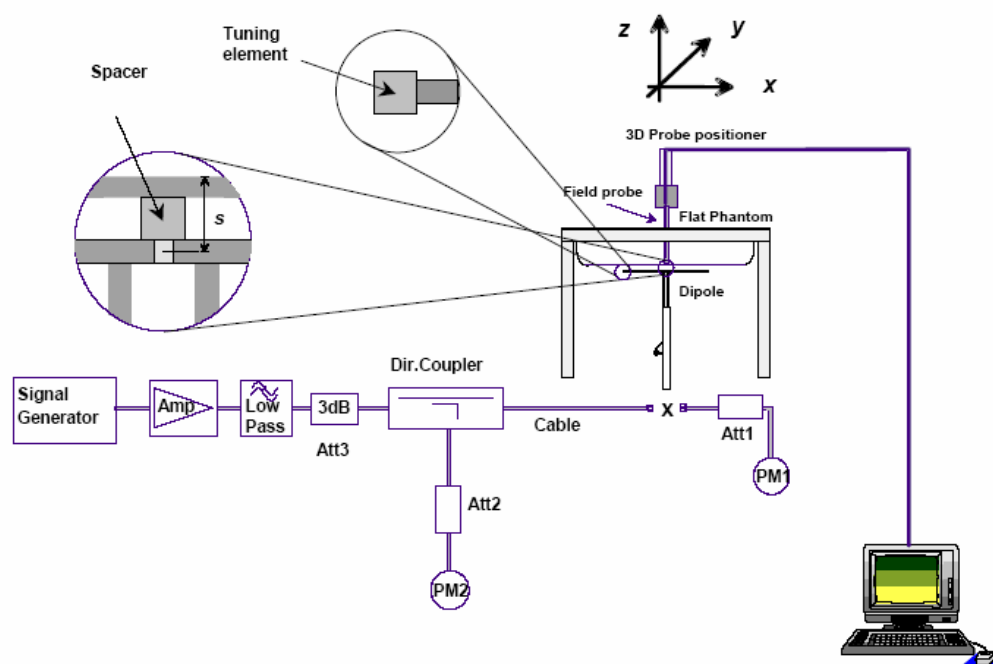 Tuning
element
Spacer
s
z
y
x
3D Probe positioner
Field probe
Flat Phantom
Dipole
Dir.Coupler
Signal
Generator
Amp
Low
Pass
3dB
Att3
Cable
X
Att1
PM1
Att2
PM2